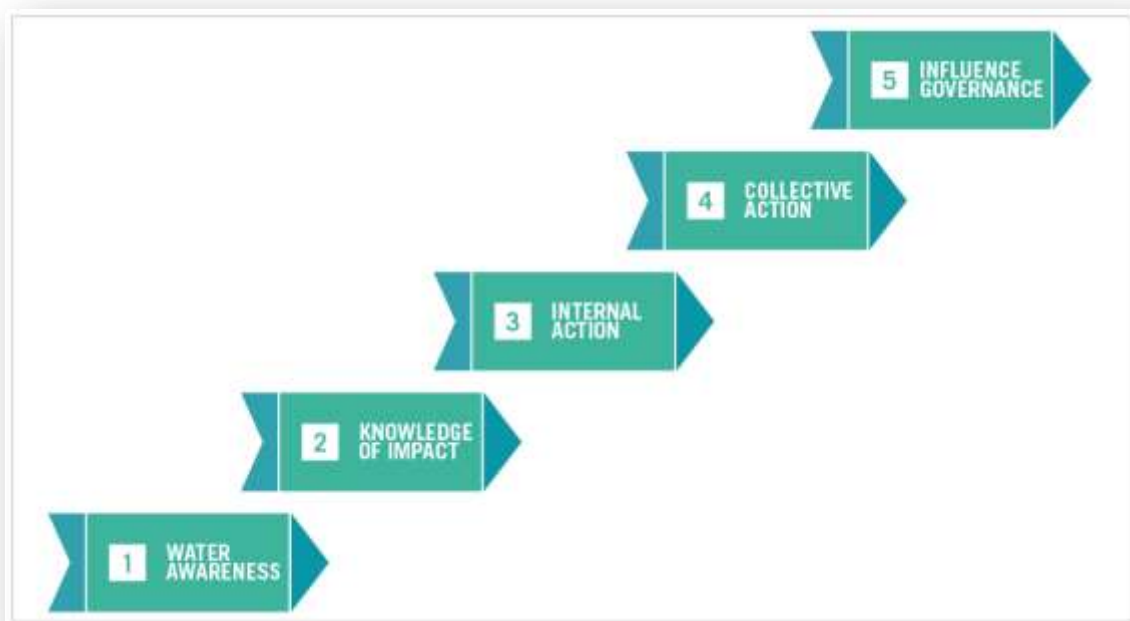 5 INFLUENCE
GOVERNANCE
4 COLLECTIVE
ACTION
3 INTERNAL
ACTION
2 KNOWLEDGE
OF IMPACT
1 WATER
AWARENESS